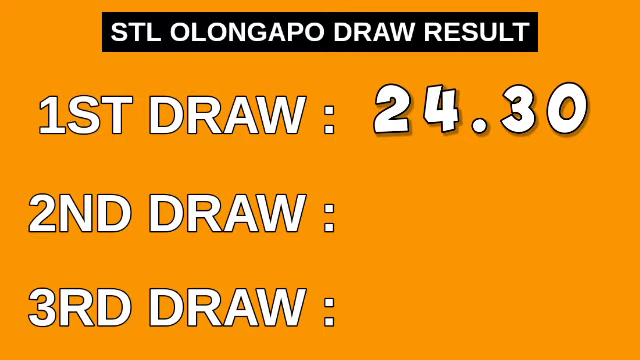 STL OLONGAPO DRAW RESULT
1ST DRAW : 24.30
2ND DRAW :
3RD DRAW :